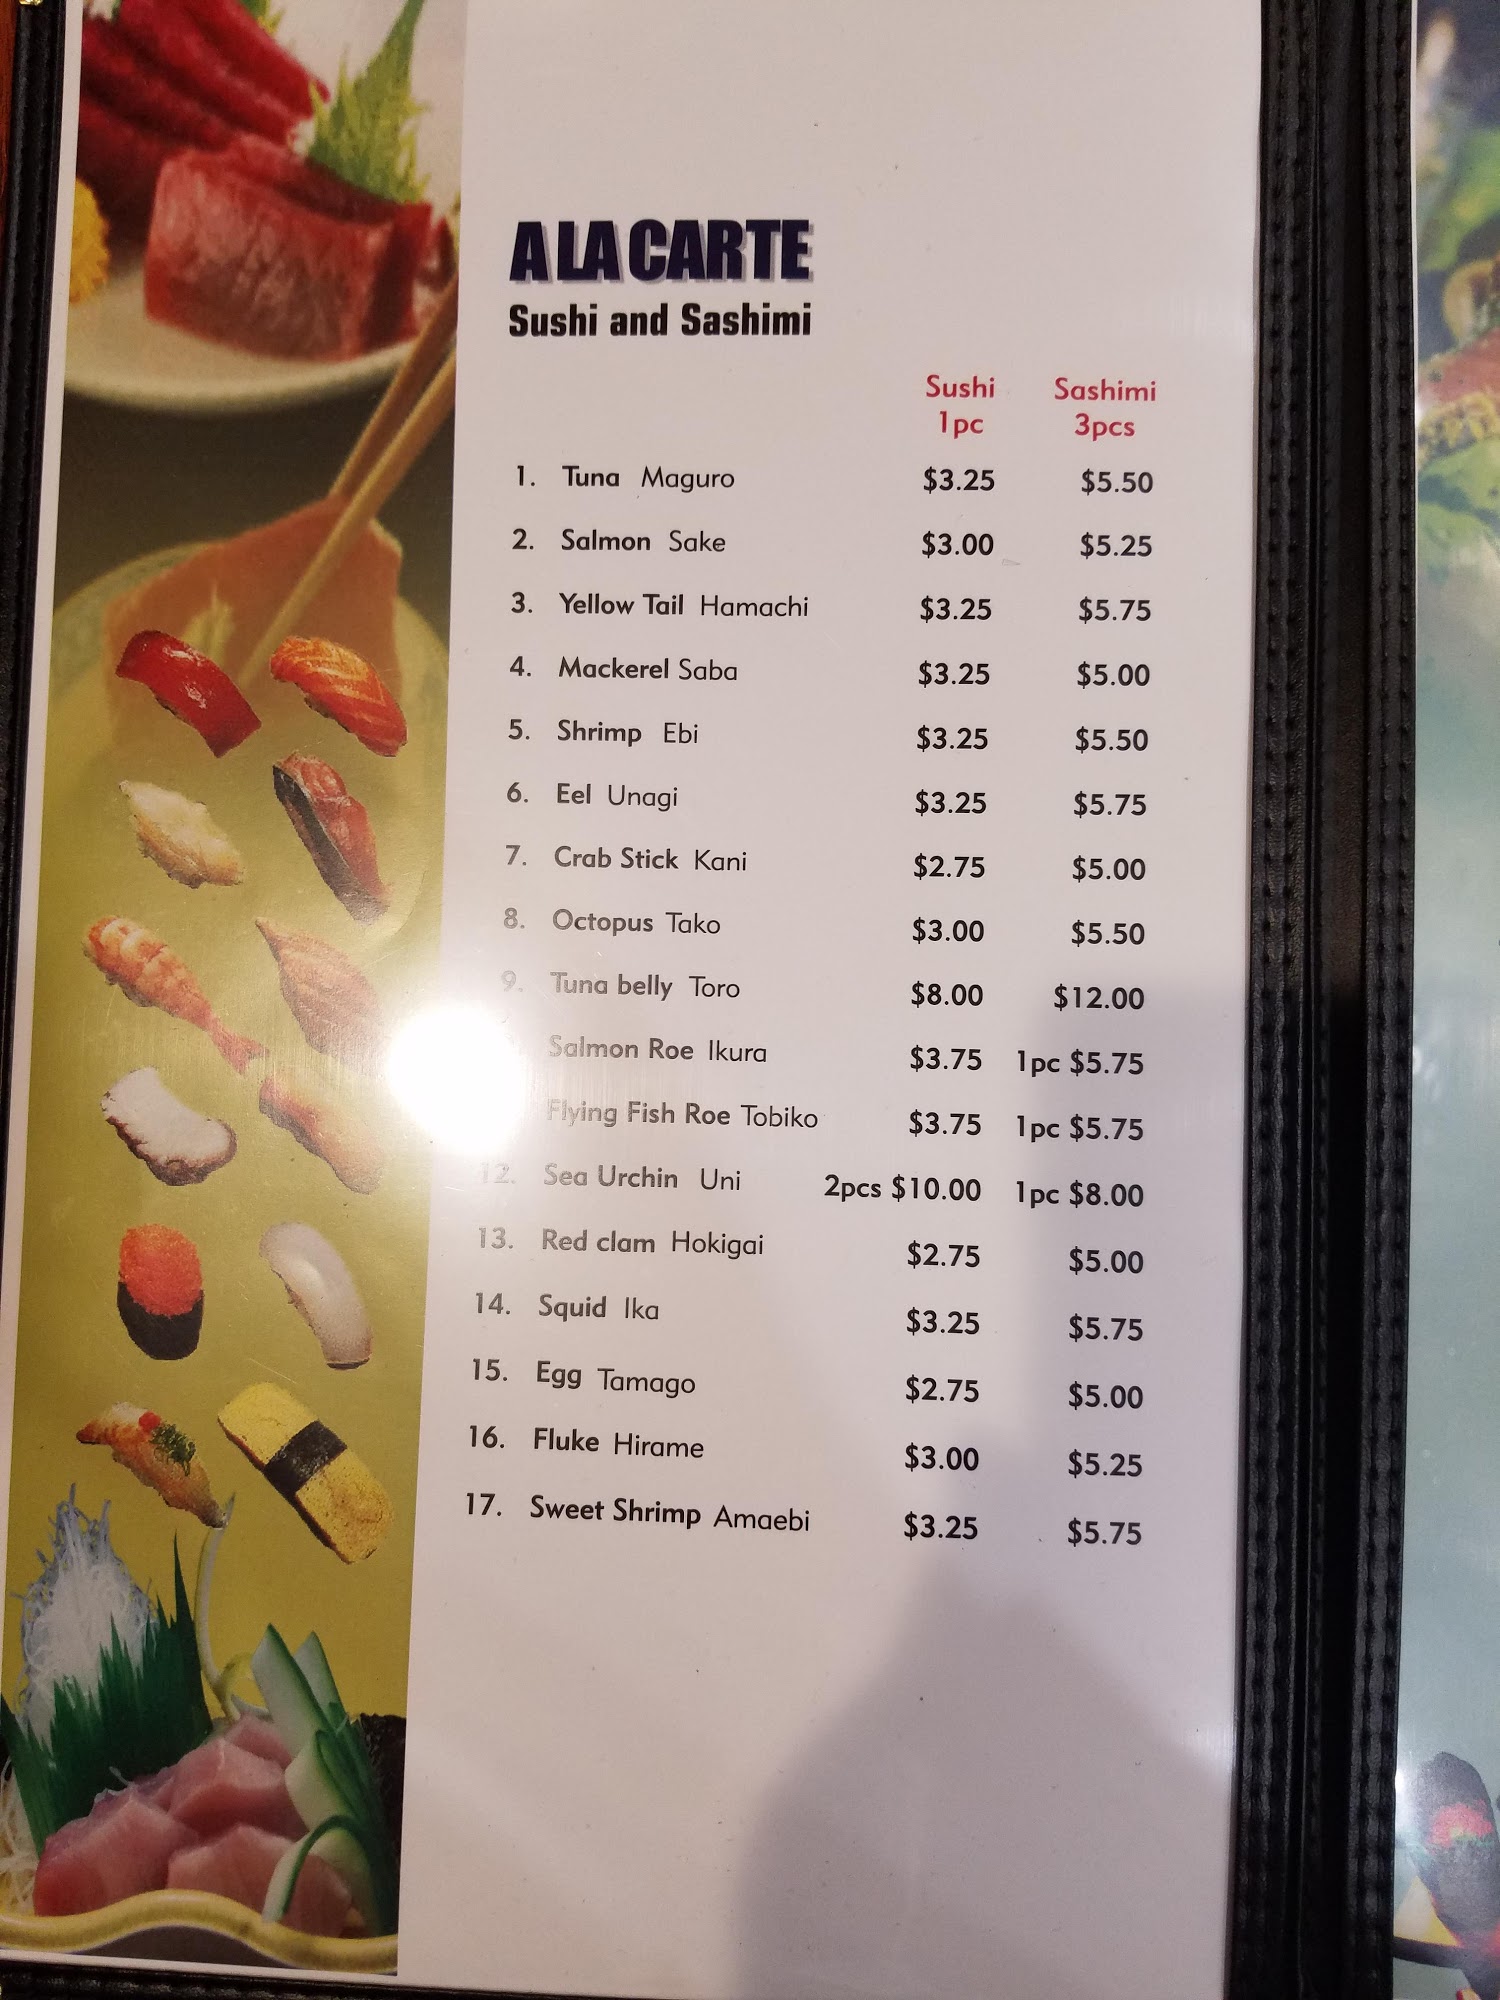 A LA CARTE
Sushi and Sashimi
Sushi Sashimi
1pc 3pcs
1. Tuna Maguro $3.25 $5.50
2. Salmon Sake $3.00 $5.25
3. Yellow Tail Hamachi $3.25 $5.75
4. Mackerel Saba $3.25 $5.00
5. Shrimp Ebi $3.25 $5.50
6. Eel Unagi $3.25 $5.75
7. Crab Stick Kani $2.75 $5.00
8. Octopus Tako $3.00 $5.50
9. Tuna belly Toro $8.00 $12.00
Salmon Roe Ikura $3.75 1pc $5.75
Flying Fish Roe Tobiko $3.75 1pc $5.75
12. Sea Urchin Uni 2pcs $10.00 1pc $8.00
13. Red clam Hokigai $2.75 $5.00
14. Squid Ika $3.25 $5.75
15. Egg Tamago $2.75 $5.00
16. Fluke Hirame $3.00 $5.25
17. Sweet Shrimp Amaebi $3.25 $5.75